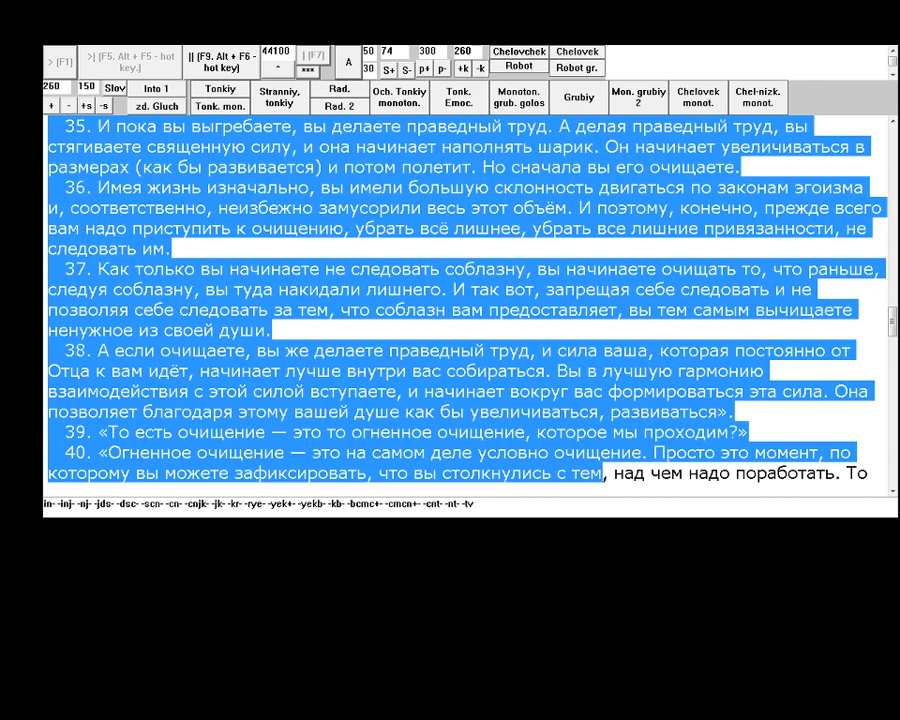 > (F1)
>| (F5. Alt + F5 - hot key.)
|| (F9. Alt + F6 - hot key)
44100
^
| (F7)
***
A
50
30
74
S+ S-
300
p+ p-
260
+k -k
Chelovchek
Robot
Chelovek
Robot gr.
260
+ -
150
+s -s
Slov
Into 1
zd. Gluch
Tonkiy
Tonk. mon.
Stranniy, tonkiy
Rad.
Rad. 2
Och. Tonkiy monoton.
Tonk. Emoc.
Monoton. grub. golos
Grubiy
Mon. grubiy 2
Chelovek monot.
Chel-nizk. monot.
35. И пока вы выгребаете, вы делаете праведный труд. А делая праведный труд, вы
стягиваете священную силу, и она начинает наполнять шарик. Он начинает увеличиваться в
размерах (как бы развивается) и потом полетит. Но сначала вы его очищаете.
36. Имея жизнь изначально, вы имели большую склонность двигаться по законам эгоизма
и, соответственно, неизбежно замусорили весь этот объём. И поэтому, конечно, прежде всего
вам надо приступить к очищению, убрать всё лишнее, убрать все лишние привязанности, не
следовать им.
37. Как только вы начинаете не следовать соблазну, вы начинаете очищать то, что раньше,
следуя соблазну, вы туда накидали лишнего. И так вот, запрещая себе следовать и не
позволяя себе следовать за тем, что соблазн вам предоставляет, вы тем самым вычищаете
ненужное из своей души.
38. А если очищаете, вы же делаете праведный труд, и сила ваша, которая постоянно от
Отца к вам идёт, начинает лучше внутри вас собираться. Вы в лучшую гармонию
взаимодействия с этой силой вступаете, и начинает вокруг вас формироваться эта сила. Она
позволяет благодаря этому вашей душе как бы увеличиваться, развиваться».
39. «То есть очищение — это то огненное очищение, которое мы проходим?»
40. «Огненное очищение — это на самом деле условно очищение. Просто это момент, по
которому вы можете зафиксировать, что вы столкнулись с тем, над чем надо поработать. То
in- -inj- -nj- -jds- -dsc- -scn- -cn- -cnjk- -jk- -kr- -rye- -yek+- -yekb- -kb- -bcmc+- -cmcn+- -cnt- -nt- -tv